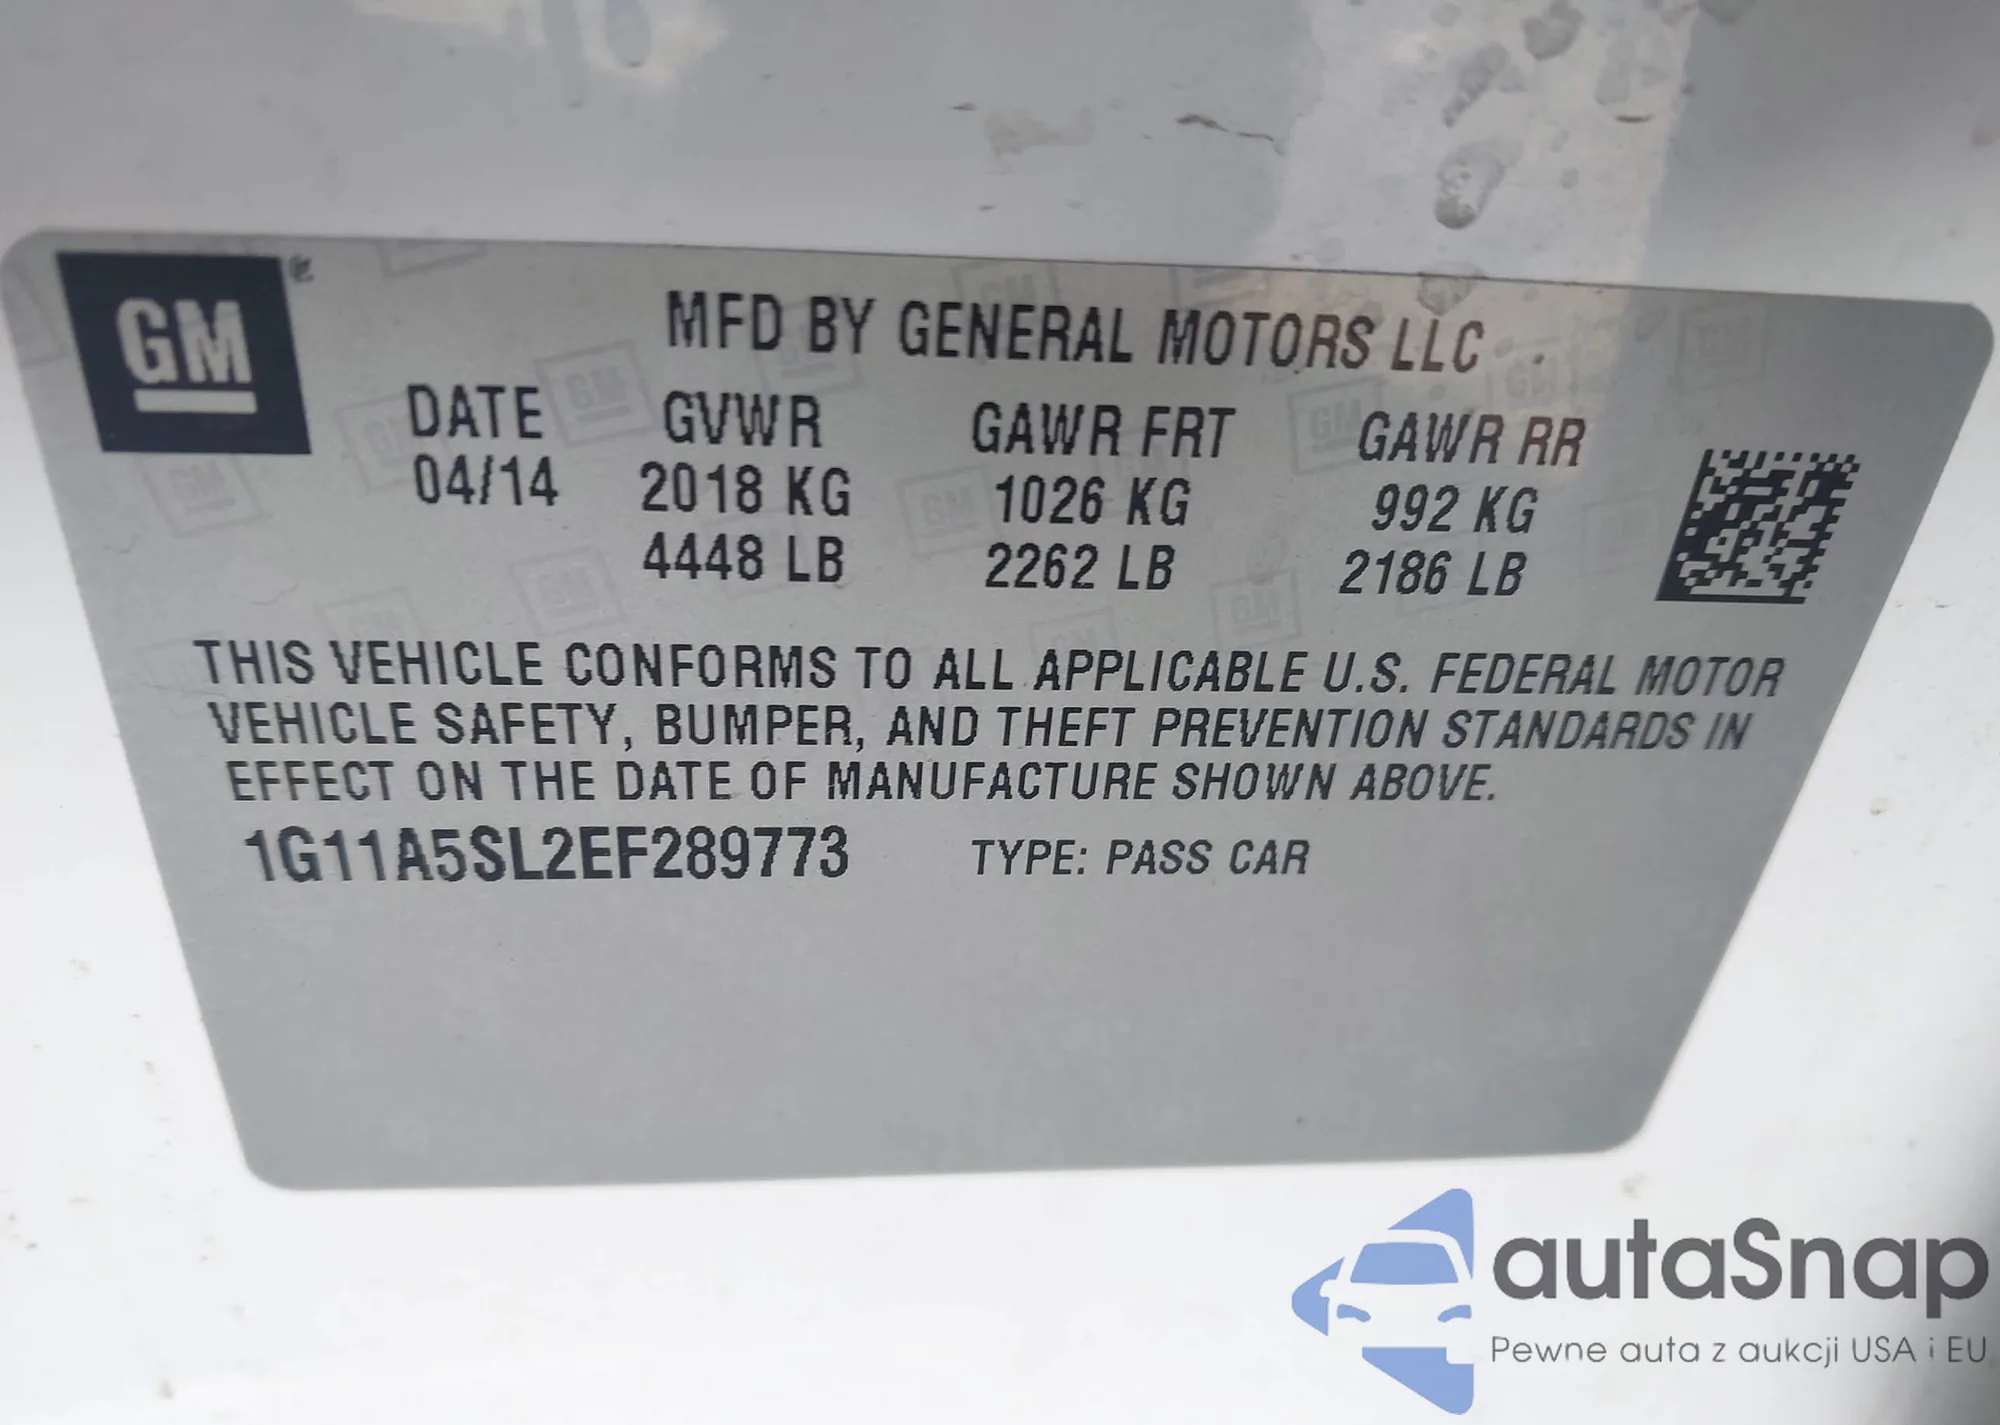 GM
MFD BY GENERAL MOTORS LLC
DATE GVWR GAWR FRT GAWR RR
04/14 2018 KG 1026 KG 992 KG
4448 LB 2262 LB 2186 LB
THIS VEHICLE CONFORMS TO ALL APPLICABLE U.S. FEDERAL MOTOR
VEHICLE SAFETY, BUMPER, AND THEFT PREVENTION STANDARDS IN
EFFECT ON THE DATE OF MANUFACTURE SHOWN ABOVE.
1G11A5SL2EF289773 TYPE: PASS CAR
autaSnap
Pewne auta z aukcji USA i EU